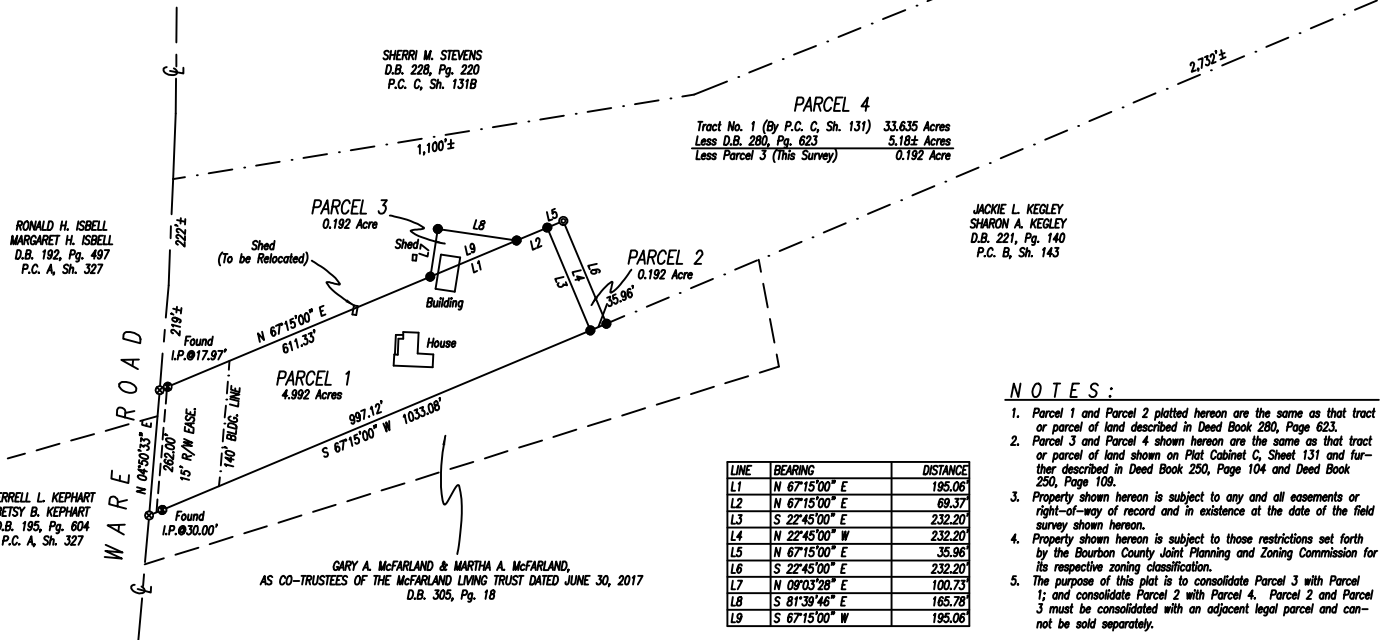 SHERRI M. STEVENS
D.B. 228, Pg. 220
P.C. C, Sh. 131B
2,732'±
PARCEL 4
Tract No. 1 (By P.C. C, Sh. 131) 33.635 Acres
Less D.B. 280, Pg. 623 5.18± Acres
Less Parcel 3 (This Survey) 0.192 Acre
1,100'±
RONALD H. ISBELL
MARGARET H. ISBELL
D.B. 192, Pg. 497
P.C. A, Sh. 327
222'±
219'±
PARCEL 3
0.192 Acre
Shed
(To be Relocated)
Shed
L7
L8
L9
L1
L2
L5
L3
L4
L6
Building
PARCEL 2
0.192 Acre
35.96'
JACKIE L. KEGLEY
SHARON A. KEGLEY
D.B. 221, Pg. 140
P.C. B, Sh. 143
N 67°15'00" E
611.33'
Found
I.P.@17.97'
House
PARCEL 1
4.992 Acres
997.12'
S 67°15'00" W 1033.08'
WARE ROAD
N 04°50'33" E
262.00'
15' R/W EASE.
140' BLDG. LINE
Found
I.P.@30.00'
ERRELL L. KEPHART
BETSY B. KEPHART
D.B. 195, Pg. 604
P.C. A, Sh. 327
GARY A. McFARLAND & MARTHA A. McFARLAND,
AS CO-TRUSTEES OF THE McFARLAND LIVING TRUST DATED JUNE 30, 2017
D.B. 305, Pg. 18
LINE BEARING DISTANCE
L1 N 67°15'00" E 195.06'
L2 N 67°15'00" E 69.37'
L3 S 22°45'00" E 232.20'
L4 N 22°45'00" W 232.20'
L5 N 67°15'00" E 35.96'
L6 S 22°45'00" E 232.20'
L7 N 09°03'28" E 100.73'
L8 S 81°39'46" E 165.78'
L9 S 67°15'00" W 195.06'
NOTES:
1. Parcel 1 and Parcel 2 platted hereon are the same as that tract
or parcel of land described in Deed Book 280, Page 623.
2. Parcel 3 and Parcel 4 shown hereon are the same as that tract
or parcel of land shown on Plat Cabinet C, Sheet 131 and fur-
ther described in Deed Book 250, Page 104 and Deed Book
250, Page 109.
3. Property shown hereon is subject to any and all easements or
right-of-way of record and in existence at the date of the field
survey shown hereon.
4. Property shown hereon is subject to those restrictions set forth
by the Bourbon County Joint Planning and Zoning Commission for
its respective zoning classification.
5. The purpose of this plat is to consolidate Parcel 3 with Parcel
1; and consolidate Parcel 2 with Parcel 4. Parcel 2 and Parcel
3 must be consolidated with an adjacent legal parcel and can-
not be sold separately.